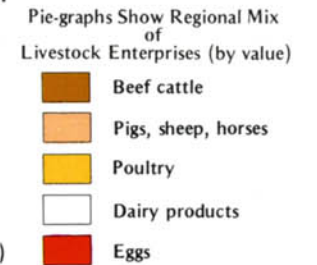 Pie-graphs Show Regional Mix
of
Livestock Enterprises (by value)
Beef cattle
Pigs, sheep, horses
Poultry
Dairy products
)
Eggs